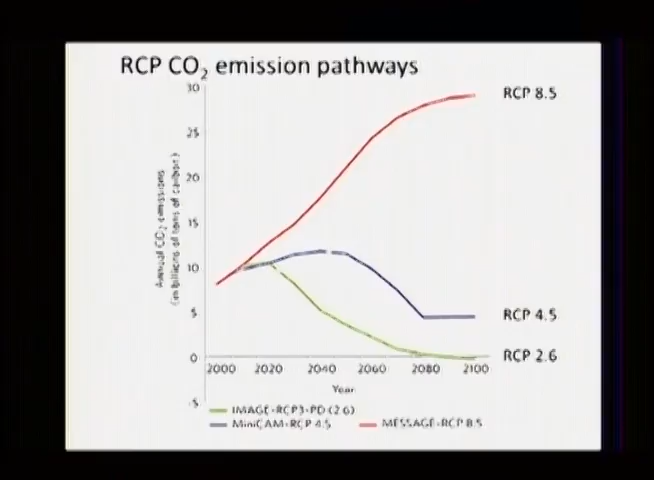 RCP CO₂ emission pathways
RCP 8.5
RCP 4.5
RCP 2.6
Annual CO₂ emissions
(in billions of tons of carbon)
30
25
20
15
10
5
0
-5
2000 2020 2040 2060 2080 2100
Year
IMAGE-RCP3-PD (2.6)
MiniCAM-RCP 4.5 MESSAGE-RCP 8.5